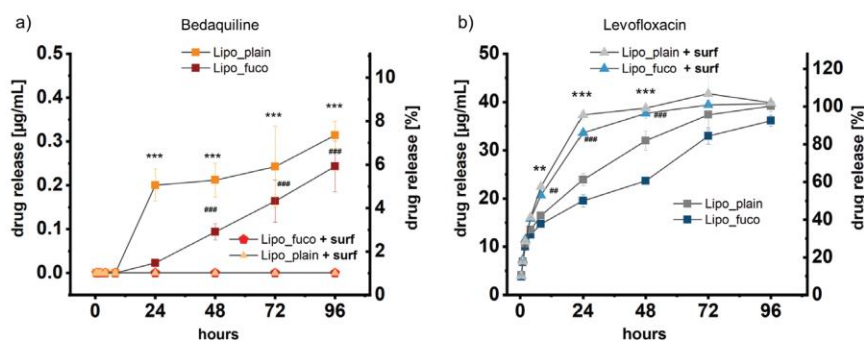 a)
Bedaquiline
drug release [µg/mL]
0.5
0.4
0.3
0.2
0.1
0.0
Lipo_plain
Lipo_fuco
***
***
***
***
###
###
###
Lipo_fuco + surf
Lipo_plain + surf
10
8
6
4
2
0
drug release [%]
0
24
48
72
96
hours
b)
Levofloxacin
drug release [µg/mL]
50
40
30
20
10
0
Lipo_plain + surf
Lipo_fuco + surf
**
***
***
##
###
###
Lipo_plain
Lipo_fuco
120
100
80
60
40
20
0
drug release [%]
0
24
48
72
96
hours